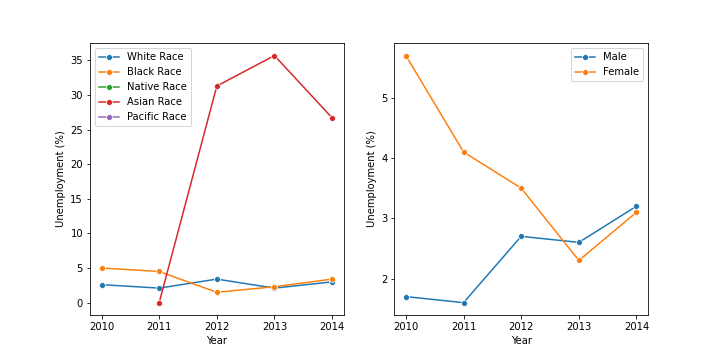 White Race
Black Race
Native Race
Asian Race
Pacific Race
35
30
25
20
15
10
5
0
Unemployment (%)
2010 2011 2012 2013 2014
Year
Male
Female
5
4
3
2
Unemployment (%)
2010 2011 2012 2013 2014
Year